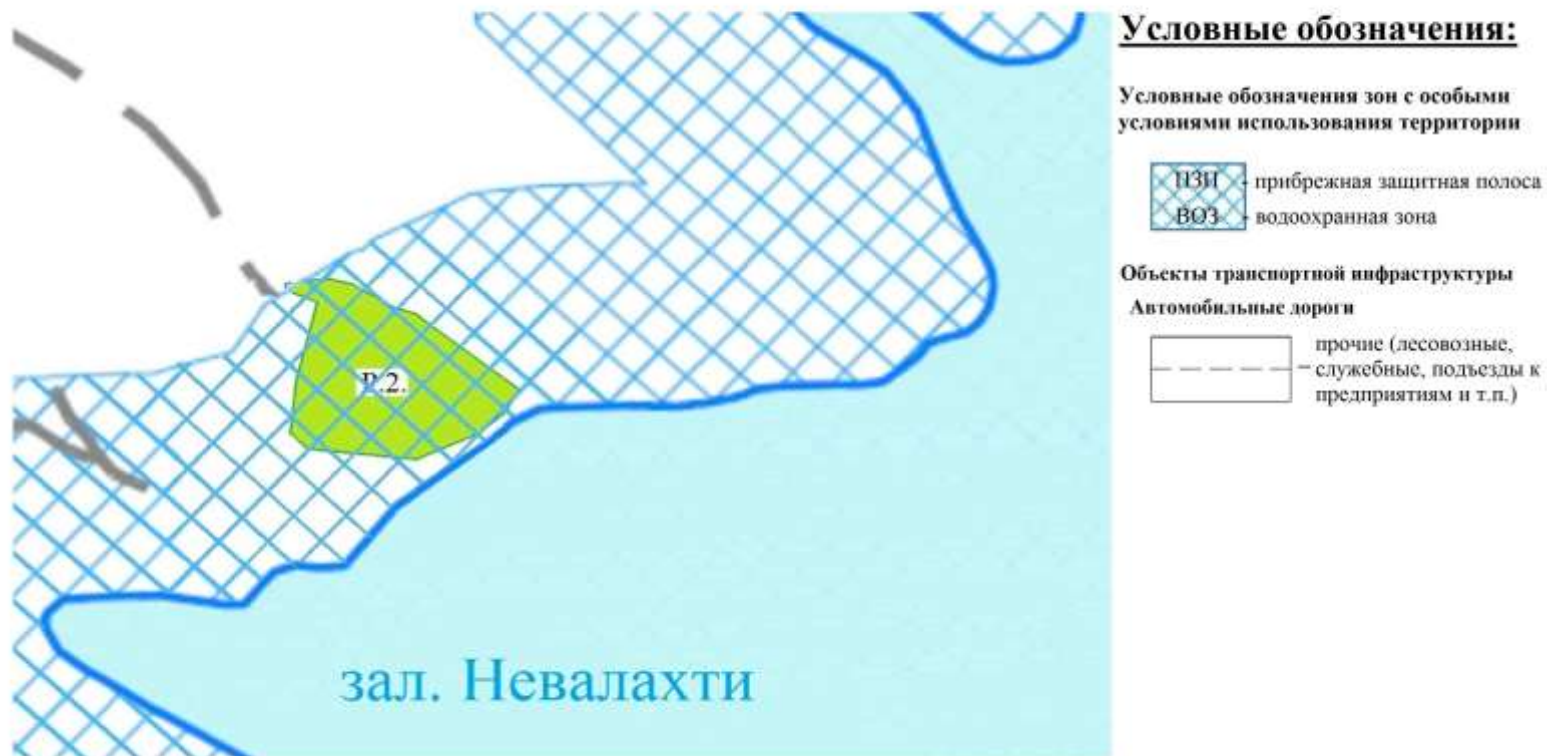 Р.2.
зал. Невалахти
Условные обозначения:
Условные обозначения зон с особыми
условиями использования территории
ПЗП - прибрежная защитная полоса
ВОЗ - водоохранная зона
Объекты транспортной инфраструктуры
Автомобильные дороги
прочие (лесовозные,
служебные, подъезды к
предприятиям и т.п.)